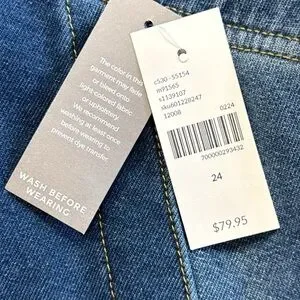 The color in this
garment may fade
or bleed onto
light colored fabric
or upholstery.
We recommend
washing at least once
before wearing to
prevent dye transfer.
WASH BEFORE
WEARING
c530-55154
m91565
s1139107
sku601228247
12008
0224
700000293432
24
$79.95